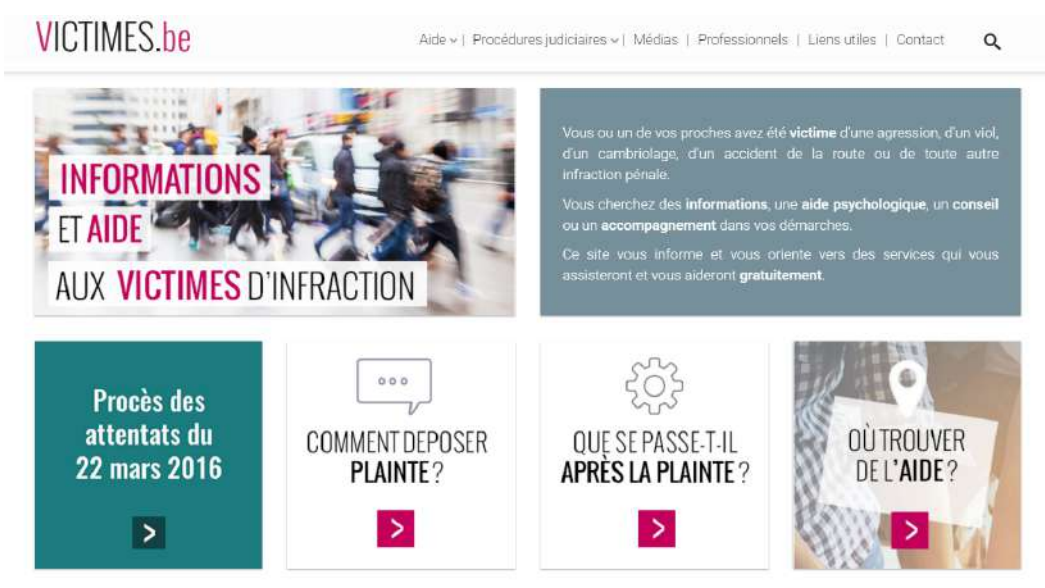 VICTIMES.be
Aide | Procédures judiciaires | Médias | Professionnels | Liens utiles | Contact
INFORMATIONS
ET AIDE
AUX VICTIMES D'INFRACTION
Vous ou un de vos proches avez été victime d'une agression, d'un viol,
d'un cambriolage, d'un accident de la route ou de toute autre
infraction pénale.
Vous cherchez des informations, une aide psychologique, un conseil
ou un accompagnement dans vos démarches.
Ce site vous informe et vous oriente vers des services qui vous
assisteront et vous aideront gratuitement.
Procès des
attentats du
22 mars 2016
COMMENT DEPOSER
PLAINTE ?
QUE SE PASSE-T-IL
APRÈS LA PLAINTE ?
OÙ TROUVER
DE L'AIDE ?